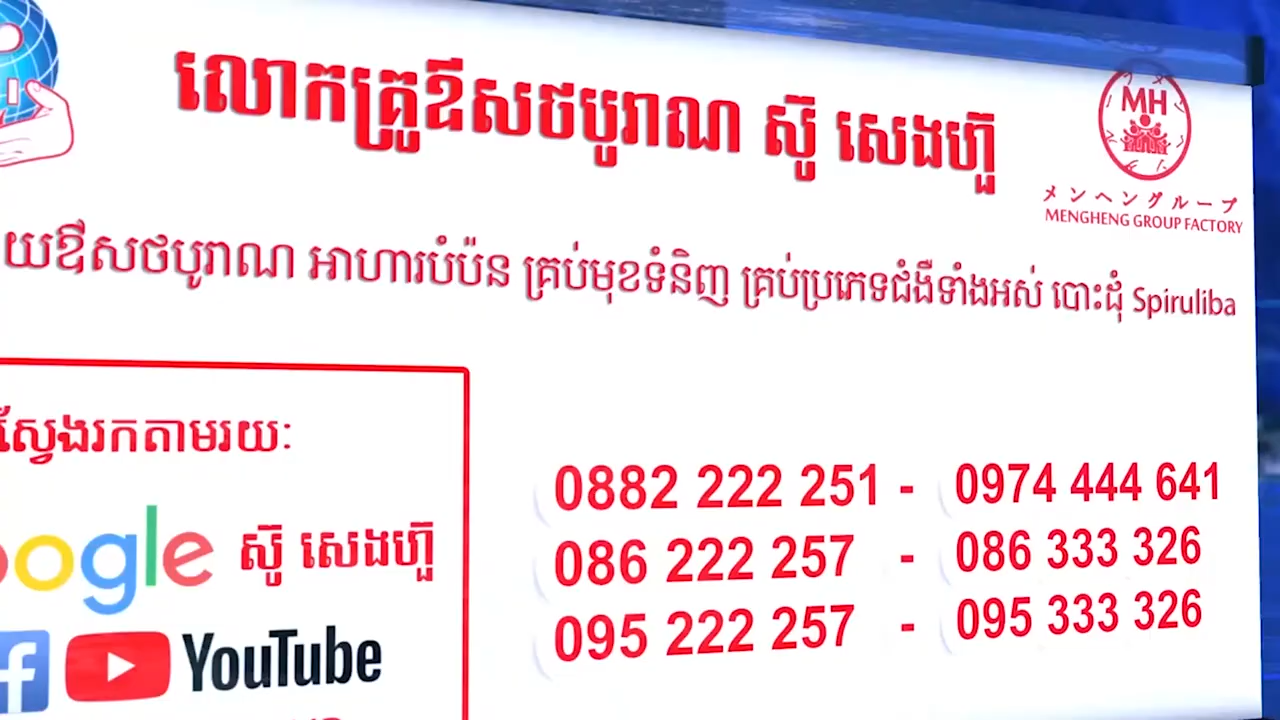 លោកគ្រូឱីសថបូរាណ ស៊ូ សេងហ៊ួ
MH
メンヘングループ
MENGHENG GROUP FACTORY
យឱីសថបូរាណ អាហារបំប៉ន គ្រប់មុខទំនិញ គ្រប់ប្រភេទជំងឺទាំងអស់ បោះដុំ Spiruliba
ស្វែងរកតាមរយៈ
oogle ស៊ូ សេងហ៊ួ
f YouTube
0882 222 251 - 0974 444 641
086 222 257 - 086 333 326
095 222 257 - 095 333 326